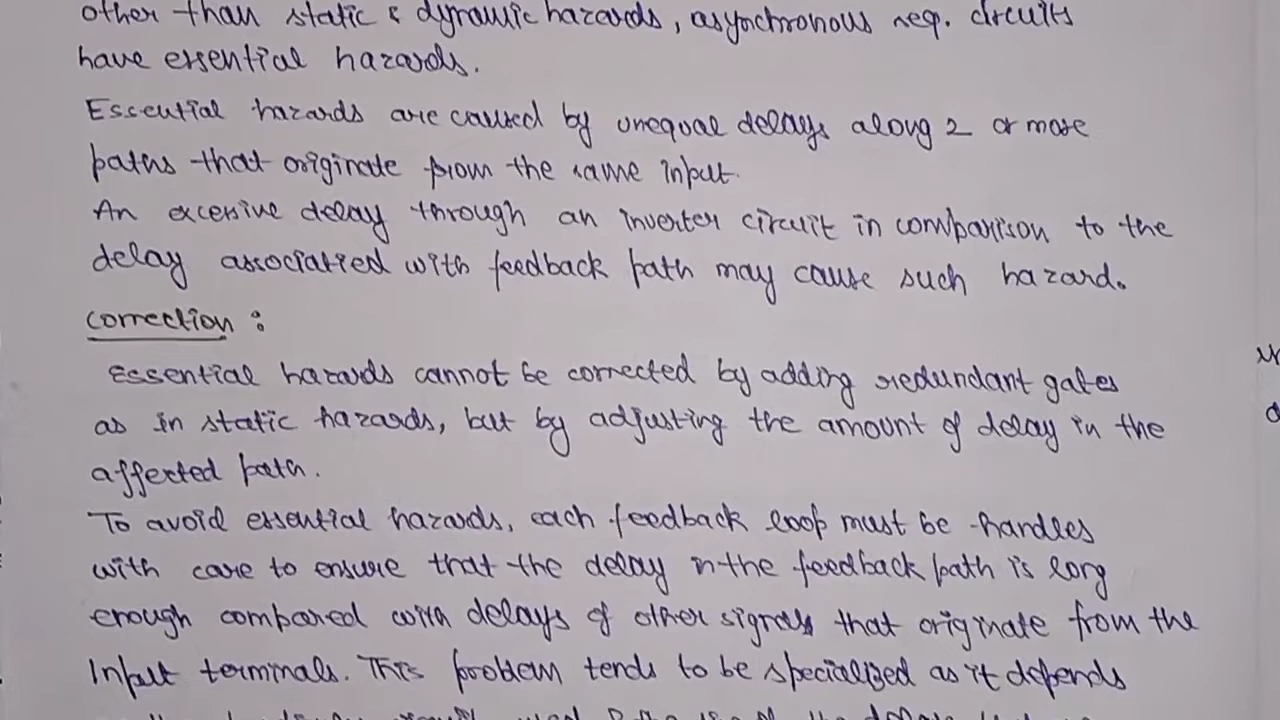 other than static & dynamic hazards, asynchronous seq. circuits
have essential hazards.
Essential hazards are caused by unequal delays along 2 or more
paths that originate from the same input.
An excessive delay through an inverter circuit in comparison to the
delay associatied with feedback path may cause such hazard.
Correction :
Essential hazards cannot be corrected by adding redundant gates
as in static hazards, but by adjusting the amount of delay in the
affected path.
To avoid essential hazards, each feedback loop must be handles
with care to ensure that the delay in the feedback path is long
enough compared with delays of other signals that originate from the
Input terminals. This problem tends to be specialized as it depends